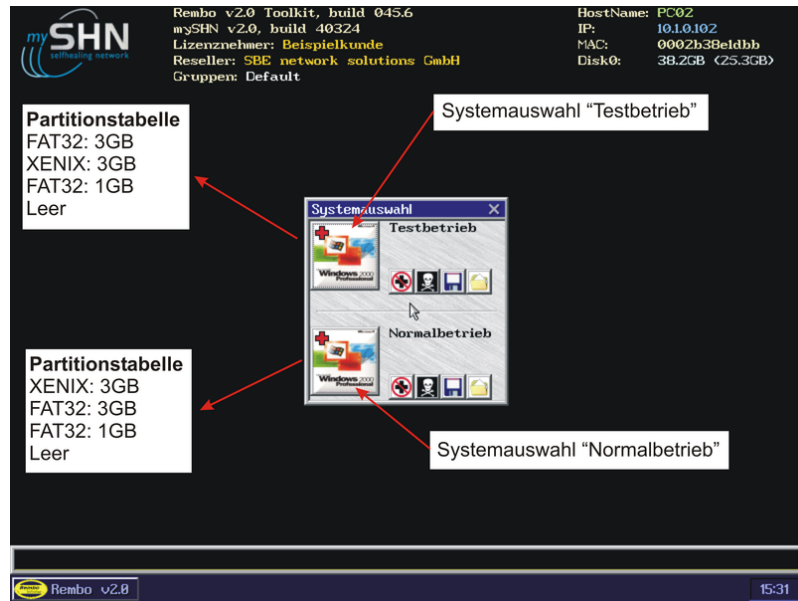 mySHN
selfhealing network
Rembo v2.0 Toolkit, build 045.6
mySHN v2.0, build 40324
Lizenznehmer: Beispielkunde
Reseller: SBE network solutions GmbH
Gruppen: Default
HostName: PC02
IP: 10.1.0.102
MAC: 0002b38e1dbb
Disk0: 38.2GB (25.3GB)
Systemauswahl “Testbetrieb”
Partitionstabelle
FAT32: 3GB
XENIX: 3GB
FAT32: 1GB
Leer
Systemauswahl
Testbetrieb
Windows 2000
Professional
Normalbetrieb
Windows 2000
Professional
Partitionstabelle
XENIX: 3GB
FAT32: 3GB
FAT32: 1GB
Leer
Systemauswahl “Normalbetrieb”
Rembo v2.0
15:31